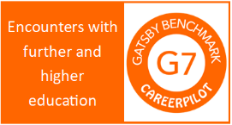 Encounters with
further and
higher
education
GATSBY BENCHMARK
G7
CAREERPILOT